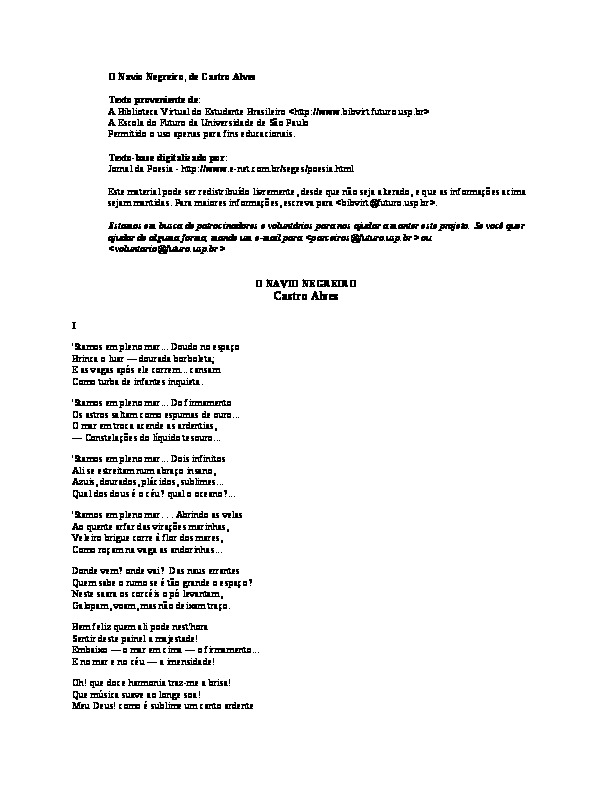 O Navio Negreiro, de Castro Alves
Texto proveniente de:
A Biblioteca Virtual do Estudante Brasileiro <http://www.bibvirt.futuro.usp.br>
A Escola do Futuro da Universidade de São Paulo
Permitido o uso apenas para fins educacionais.
Texto-base digitalizado por:
Jornal da Poesia - http://www.e-net.com.br/seges/poesia.html
Este material pode ser redistribuído livremente, desde que não seja alterado, e que as informações acima
sejam mantidas. Para maiores informações, escreva para <bibvirt@futuro.usp.br>.
Estamos em busca de patrocinadores e voluntários para nos ajudar a manter este projeto. Se você quer
ajudar de alguma forma, mande um e-mail para <parceiros@futuro.usp.br> ou
<voluntario@futuro.usp.br>
O NAVIO NEGREIRO
Castro Alves
I
'Stamos em pleno mar... Doudo no espaço
Brinca o luar — dourada borboleta;
E as vagas após ele correm... cansam
Como turba de infantes inquieta.
'Stamos em pleno mar... Do firmamento
Os astros saltam como espumas de ouro...
O mar em troca acende as ardentias,
— Constelações do líquido tesouro...
'Stamos em pleno mar... Dois infinitos
Ali se estreitam num abraço insano,
Azuis, dourados, plácidos, sublimes...
Qual dos dous é o céu? qual o oceano?...
'Stamos em pleno mar. . . Abrindo as velas
Ao quente arfar das virações marinhas,
Veleiro brigue corre à flor dos mares,
Como roçam na vaga as andorinhas...
Donde vem? onde vai? Das naus errantes
Quem sabe o rumo se é tão grande o espaço?
Neste saara os corcéis o pó levantam,
Galopam, voam, mas não deixam traço.
Bem feliz quem ali pode nest'hora
Sentir deste painel a majestade!
Embaixo — o mar em cima — o firmamento...
E no mar e no céu — a imensidade!
Oh! que doce harmonia traz-me a brisa!
Que música suave ao longe soa!
Meu Deus! como é sublime um canto ardente